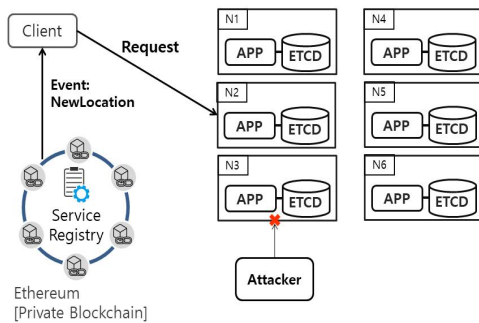 Client
Request
Event:
NewLocation
Service
Registry
Ethereum
[Private Blockchain]
N1
APP
ETCD
N2
APP
ETCD
N3
APP
ETCD
Attacker
N4
APP
ETCD
N5
APP
ETCD
N6
APP
ETCD